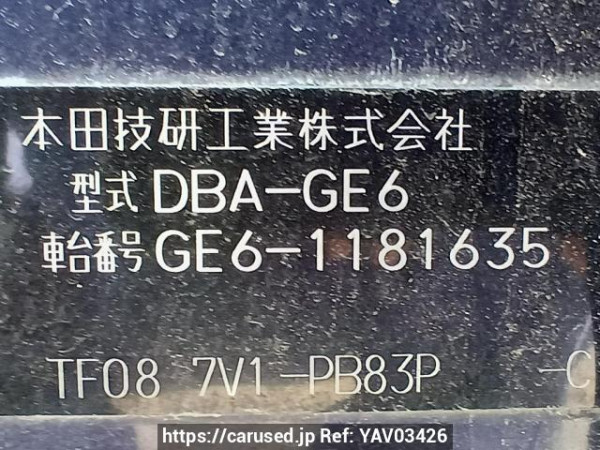 本田技研工業株式会社
型式 DBA-GE6
車台番号 GE6-1181635
TF08 7V1-PB83P -C
https://carused.jp Ref: YAV03426